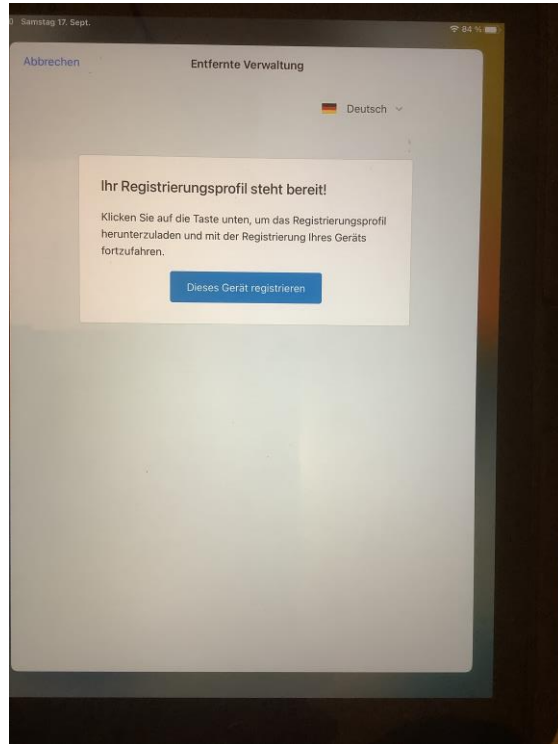 Samstag 17. Sept.
84 %
Abbrechen
Entfernte Verwaltung
Deutsch
Ihr Registrierungsprofil steht bereit!
Klicken Sie auf die Taste unten, um das Registrierungsprofil
herunterzuladen und mit der Registrierung Ihres Geräts
fortzufahren.
Dieses Gerät registrieren